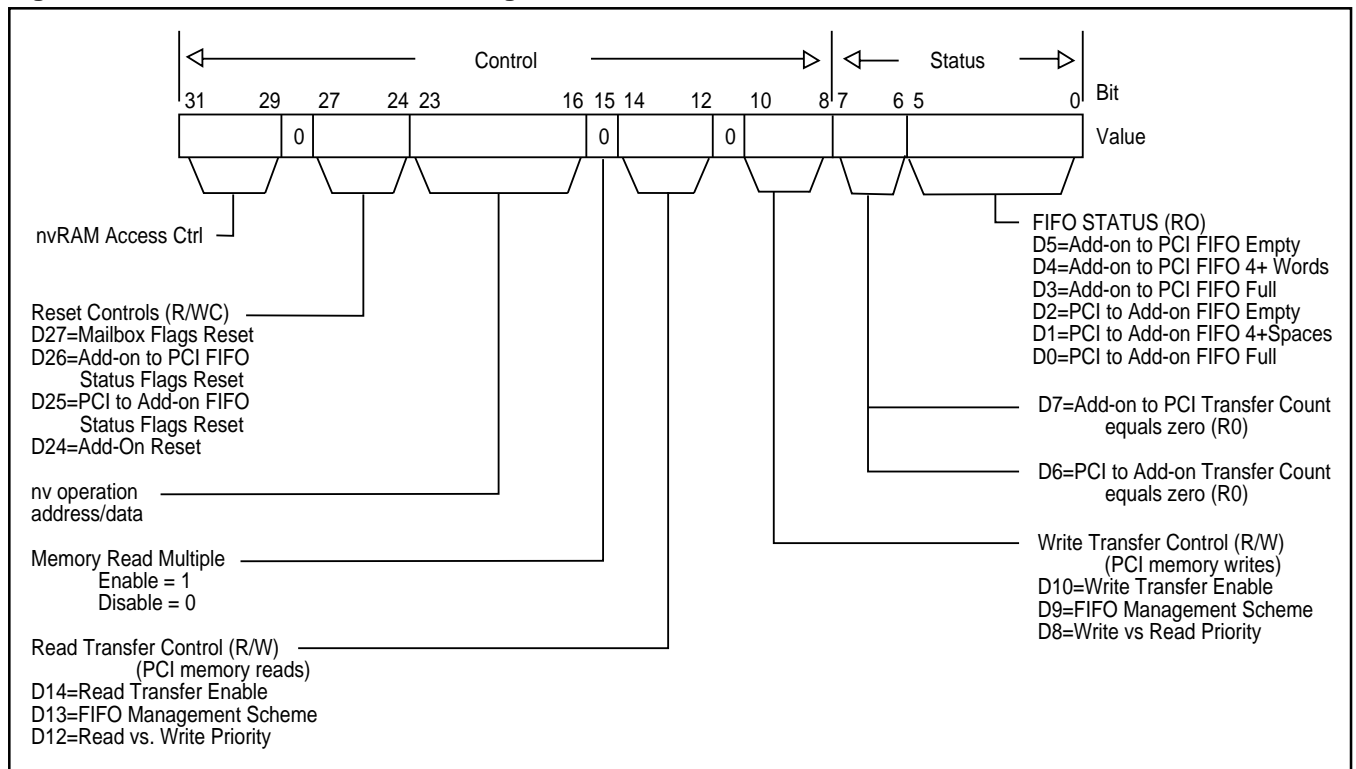 Control
Status
31 29 27 24 23 16 15 14 12 10 8 7 6 5 0 Bit
0 0 0 Value
nvRAM Access Ctrl
Reset Controls (R/WC)
D27=Mailbox Flags Reset
D26=Add-on to PCI FIFO
Status Flags Reset
D25=PCI to Add-on FIFO
Status Flags Reset
D24=Add-On Reset
nv operation
address/data
Memory Read Multiple
Enable = 1
Disable = 0
Read Transfer Control (R/W)
(PCI memory reads)
D14=Read Transfer Enable
D13=FIFO Management Scheme
D12=Read vs. Write Priority
FIFO STATUS (RO)
D5=Add-on to PCI FIFO Empty
D4=Add-on to PCI FIFO 4+ Words
D3=Add-on to PCI FIFO Full
D2=PCI to Add-on FIFO Empty
D1=PCI to Add-on FIFO 4+Spaces
D0=PCI to Add-on FIFO Full
D7=Add-on to PCI Transfer Count
equals zero (R0)
D6=PCI to Add-on Transfer Count
equals zero (R0)
Write Transfer Control (R/W)
(PCI memory writes)
D10=Write Transfer Enable
D9=FIFO Management Scheme
D8=Write vs Read Priority